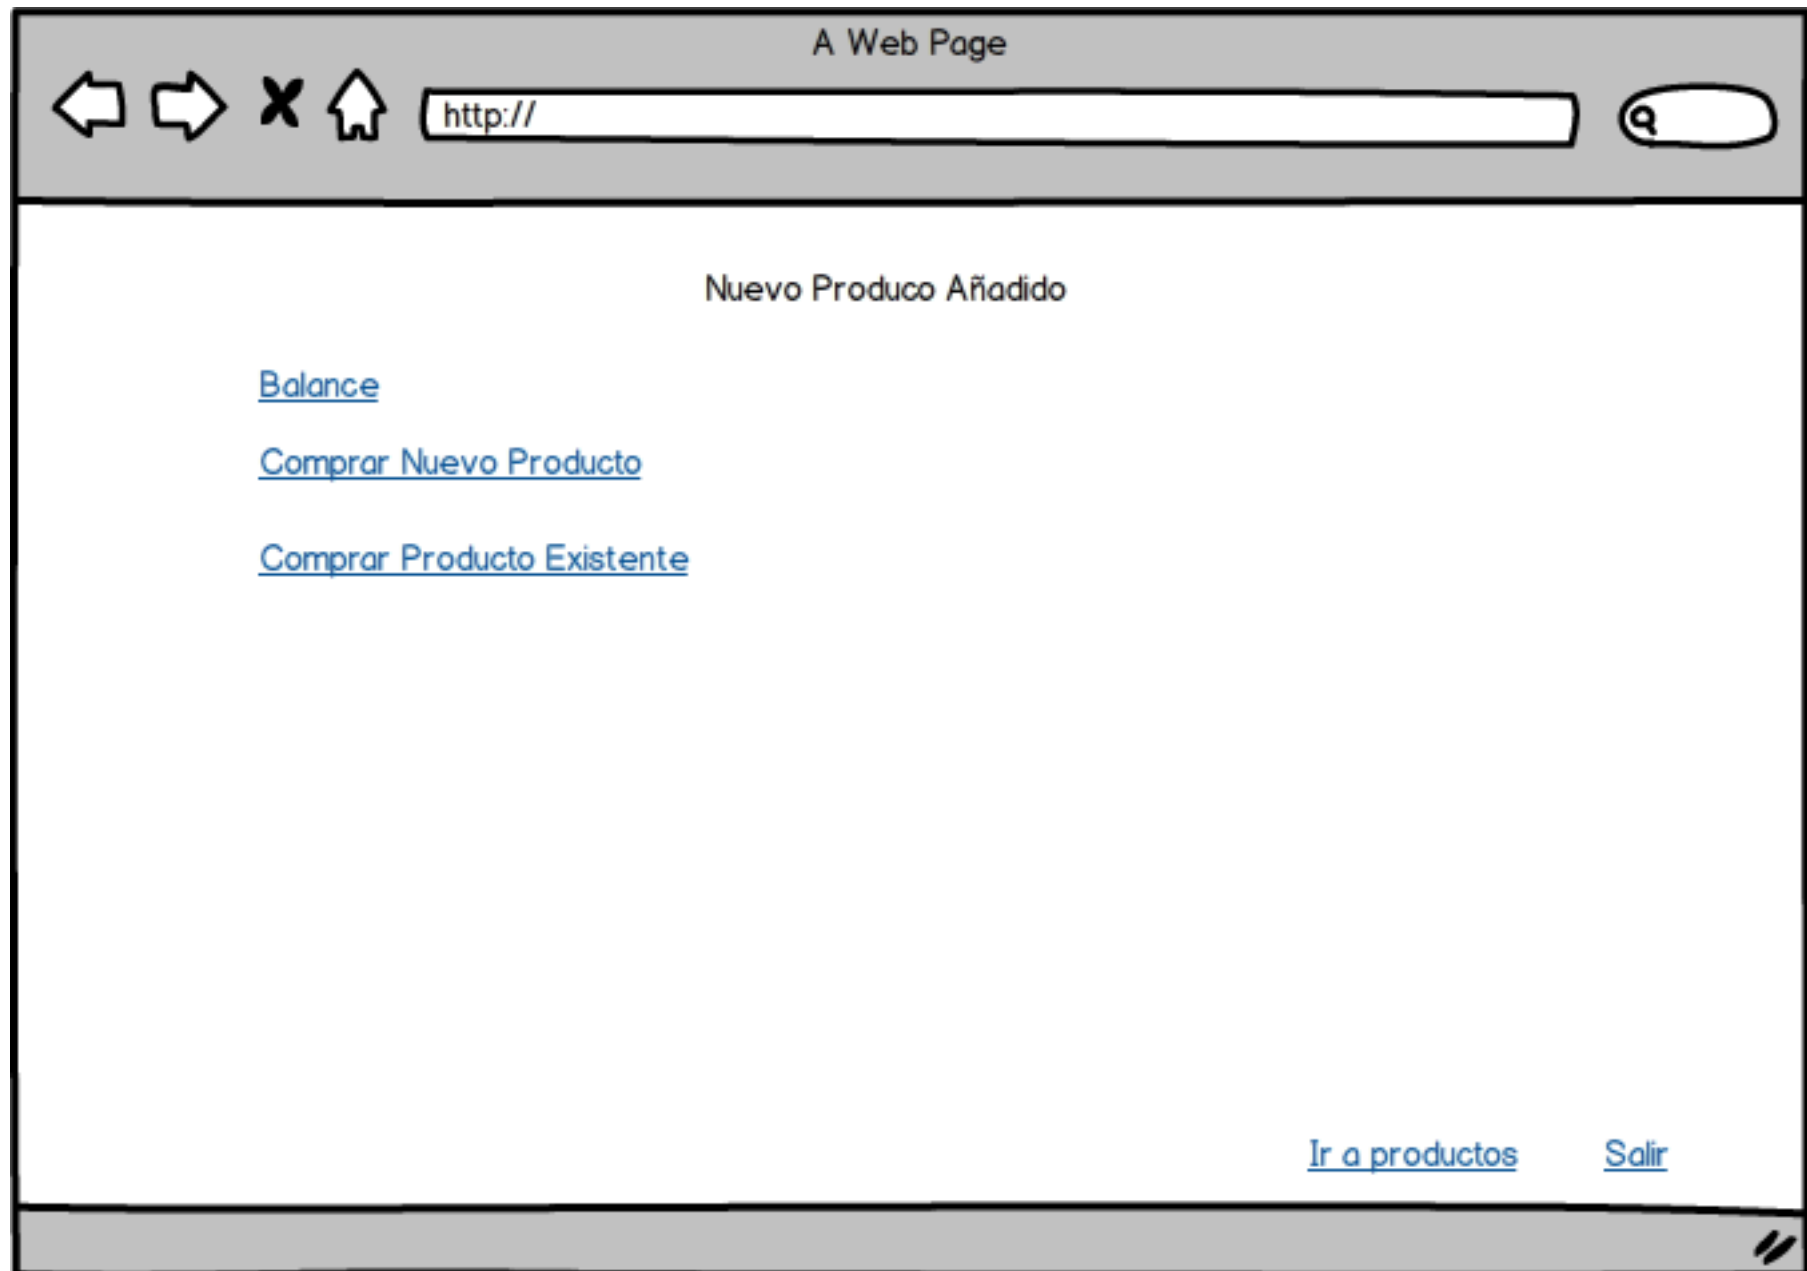 A Web Page
http://
Nuevo Produco Añadido
Balance
Comprar Nuevo Producto
Comprar Producto Existente
Ir a productos Salir